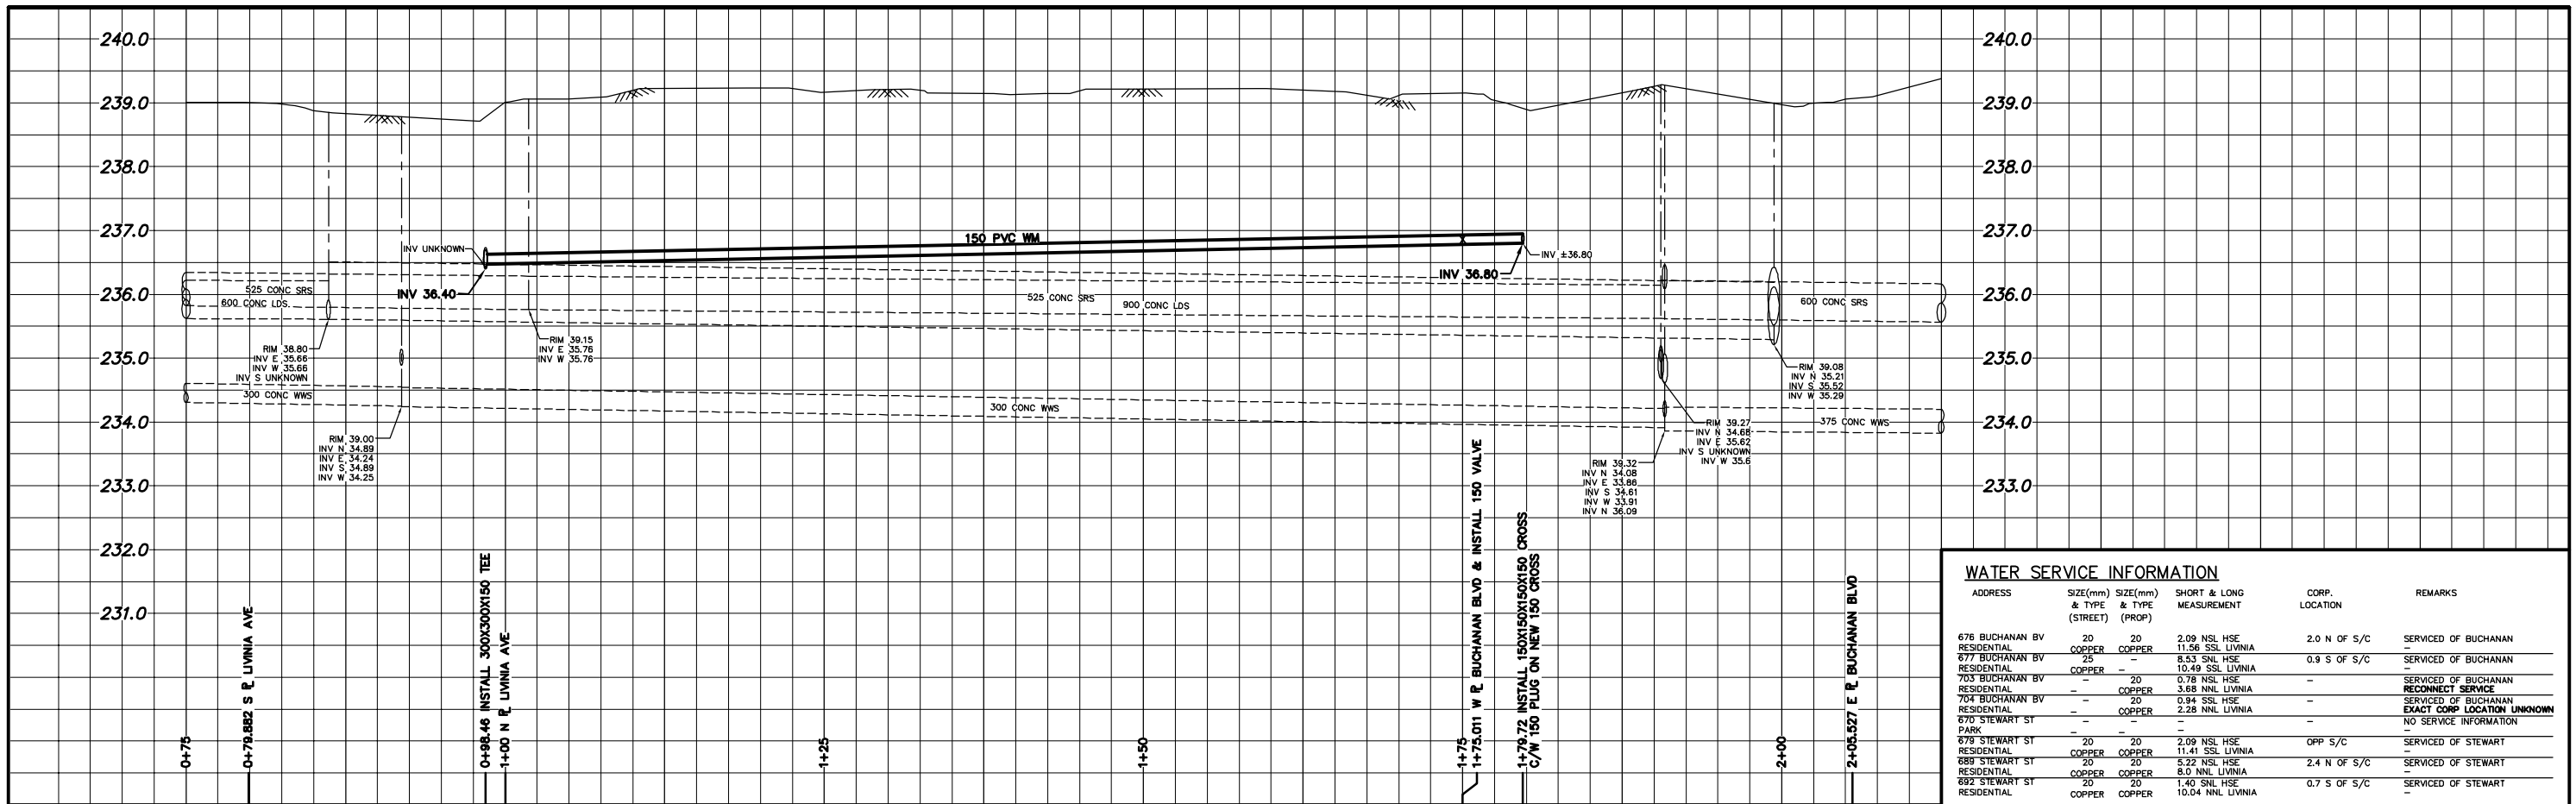 240.0
239.0
238.0
237.0
236.0
235.0
234.0
233.0
232.0
231.0
240.0
239.0
238.0
237.0
236.0
235.0
234.0
233.0
150 PVC WM
INV UNKNOWN
INV 36.40
INV 36.80
INV ±36.80
525 CONC SRS
600 CONC LDS
525 CONC SRS
900 CONC LDS
600 CONC SRS
300 CONC WWS
300 CONC WWS
375 CONC WWS
RIM 38.80
INV E 35.66
INV W 35.66
INV S UNKNOWN
RIM 39.00
INV N 34.89
INV E 34.24
INV S 34.89
INV W 34.25
RIM 39.15
INV E 35.76
INV W 35.76
RIM 39.32
INV N 34.08
INV E 33.86
INV S 34.61
INV W 33.91
INV N 36.09
RIM 39.27
INV N 34.68
INV E 35.62
INV S UNKNOWN
INV W 35.6
RIM 39.08
INV N 35.21
INV S 35.52
INV W 35.29
0+75
0+79.882 S PL LIVINIA AVE
0+98.46 INSTALL 300X300X150 TEE
1+00 N PL LIVINIA AVE
1+25
1+50
1+75
1+75.011 W PL BUCHANAN BLVD & INSTALL 150 VALVE
1+79.72 INSTALL 150X150X150X150 CROSS
C/W 150 PLUG ON NEW 150 CROSS
2+00
2+05.527 E PL BUCHANAN BLVD
WATER SERVICE INFORMATION
ADDRESS SIZE(mm) SIZE(mm) SHORT & LONG CORP. REMARKS
& TYPE & TYPE MEASUREMENT LOCATION
(STREET) (PROP)
676 BUCHANAN BV 20 20 2.09 NSL HSE 2.0 N OF S/C SERVICED OF BUCHANAN
RESIDENTIAL COPPER COPPER 11.56 SSL LIVINIA –
677 BUCHANAN BV 25 – 8.53 SNL HSE 0.9 S OF S/C SERVICED OF BUCHANAN
RESIDENTIAL COPPER – 10.49 SSL LIVINIA –
703 BUCHANAN BV – 20 0.78 NSL HSE – SERVICED OF BUCHANAN
RESIDENTIAL – COPPER 3.68 NNL LIVINIA RECONNECT SERVICE
704 BUCHANAN BV – 20 0.94 SSL HSE – SERVICED OF BUCHANAN
RESIDENTIAL – COPPER 2.28 NNL LIVINIA EXACT CORP LOCATION UNKNOWN
670 STEWART ST – – – – NO SERVICE INFORMATION
PARK – – – –
679 STEWART ST 20 20 2.09 NSL HSE OPP S/C SERVICED OF STEWART
RESIDENTIAL COPPER COPPER 11.41 SSL LIVINIA –
689 STEWART ST 20 20 5.22 NSL HSE 2.4 N OF S/C SERVICED OF STEWART
RESIDENTIAL COPPER COPPER 8.0 NNL LIVINIA –
692 STEWART ST 20 20 1.40 SNL HSE 0.7 S OF S/C SERVICED OF STEWART
RESIDENTIAL COPPER COPPER 10.04 NNL LIVINIA –